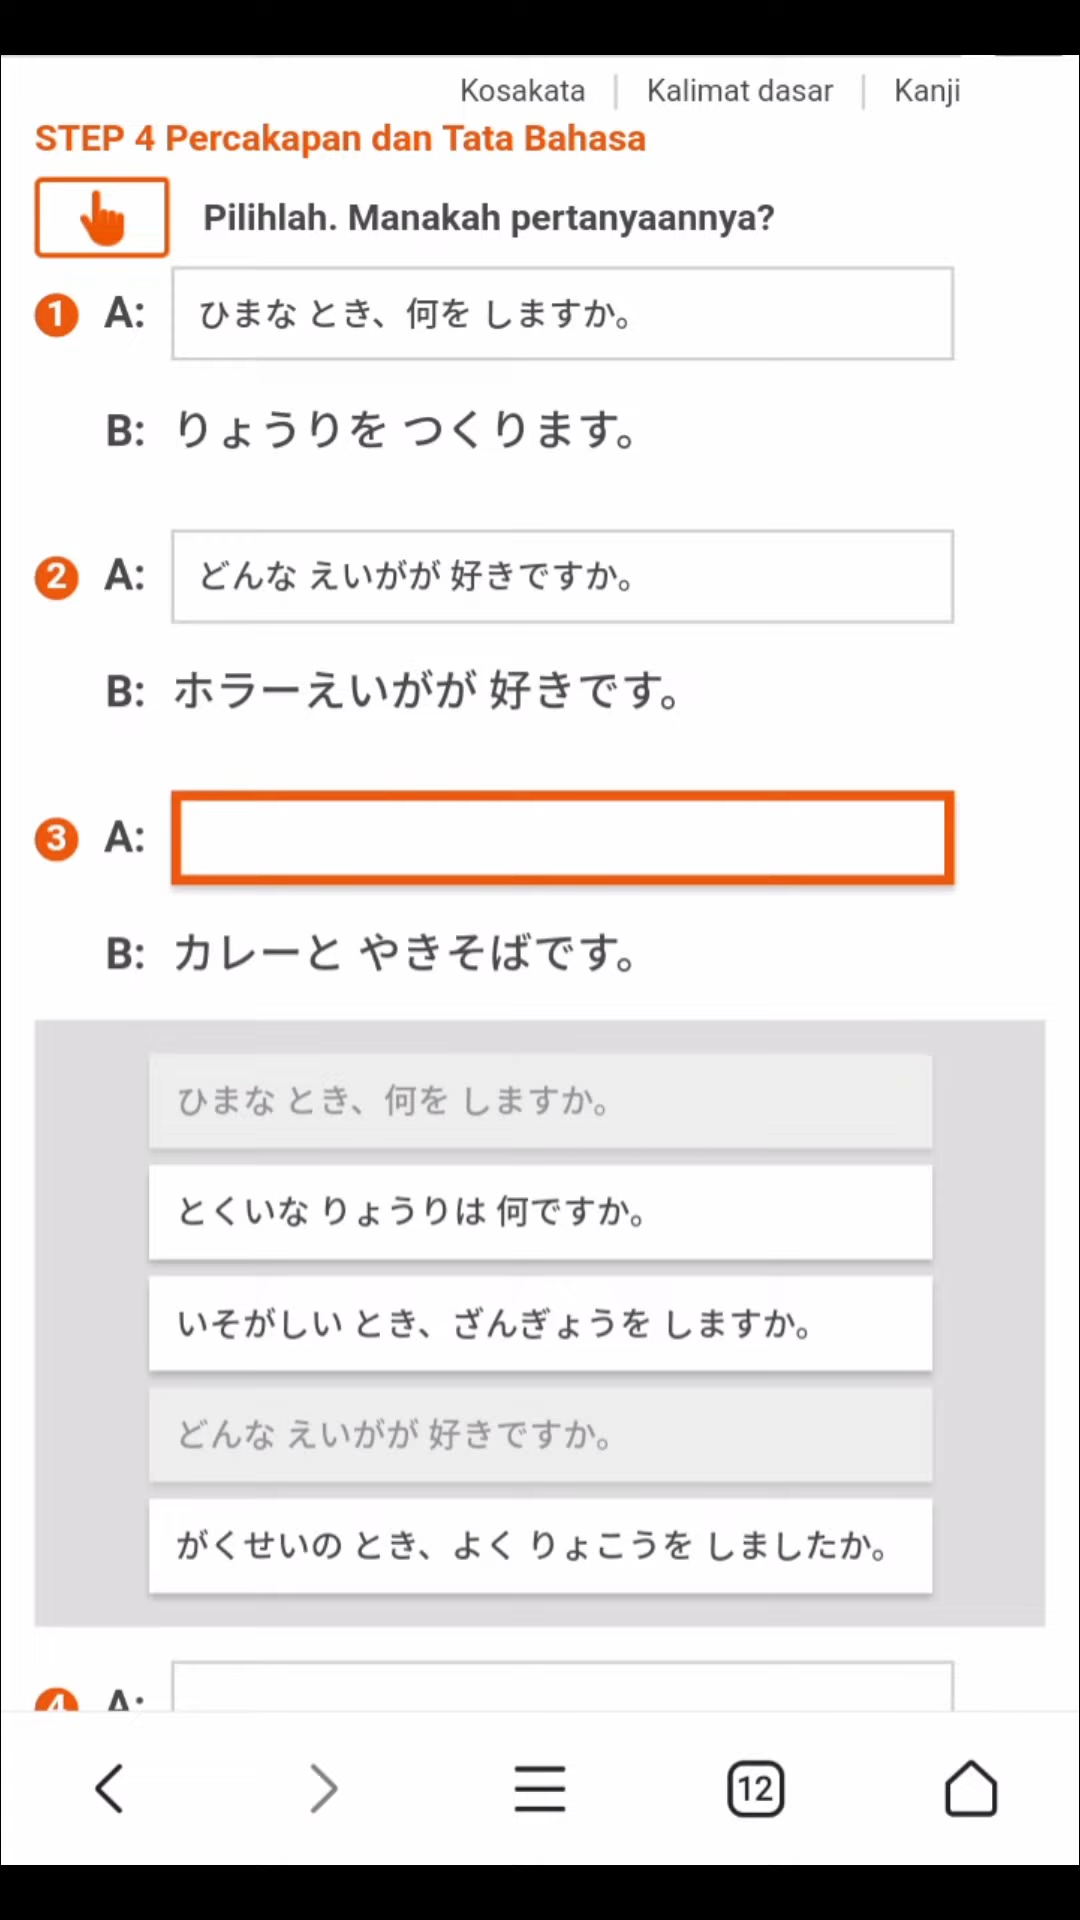 Kosakata | Kalimat dasar | Kanji
STEP 4 Percakapan dan Tata Bahasa
Pilihlah. Manakah pertanyaannya?
1 A: ひまな とき、何を しますか。
B: りょうりを つくります。
2 A: どんな えいがが 好きですか。
B: ホラーえいがが 好きです。
3 A:
B: カレーと やきそばです。
ひまな とき、何を しますか。
とくいな りょうりは 何ですか。
いそがしい とき、ざんぎょうを しますか。
どんな えいがが 好きですか。
がくせいの とき、よく りょこうを しましたか。
4 A:
12